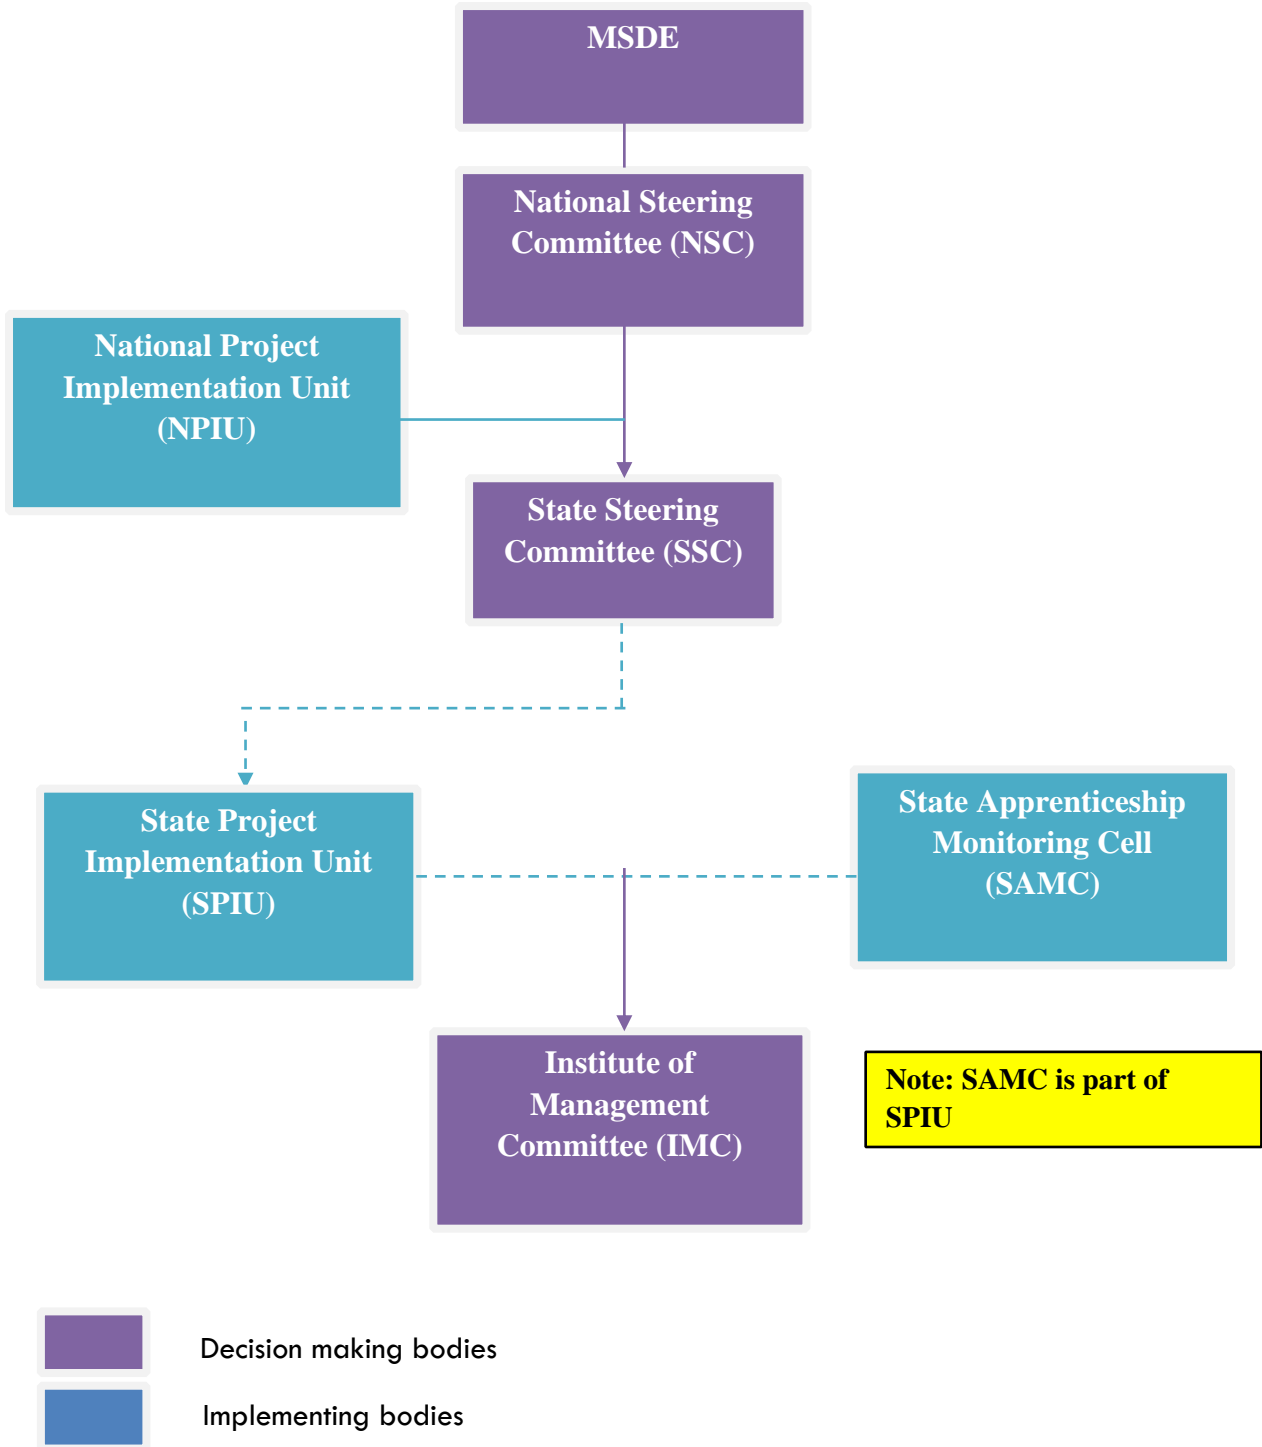 MSDE
National Steering
Committee (NSC)
National Project
Implementation Unit
(NPIU)
State Steering
Committee (SSC)
State Project
Implementation Unit
(SPIU)
State Apprenticeship
Monitoring Cell
(SAMC)
Institute of
Management
Committee (IMC)
Note: SAMC is part of
SPIU
Decision making bodies
Implementing bodies